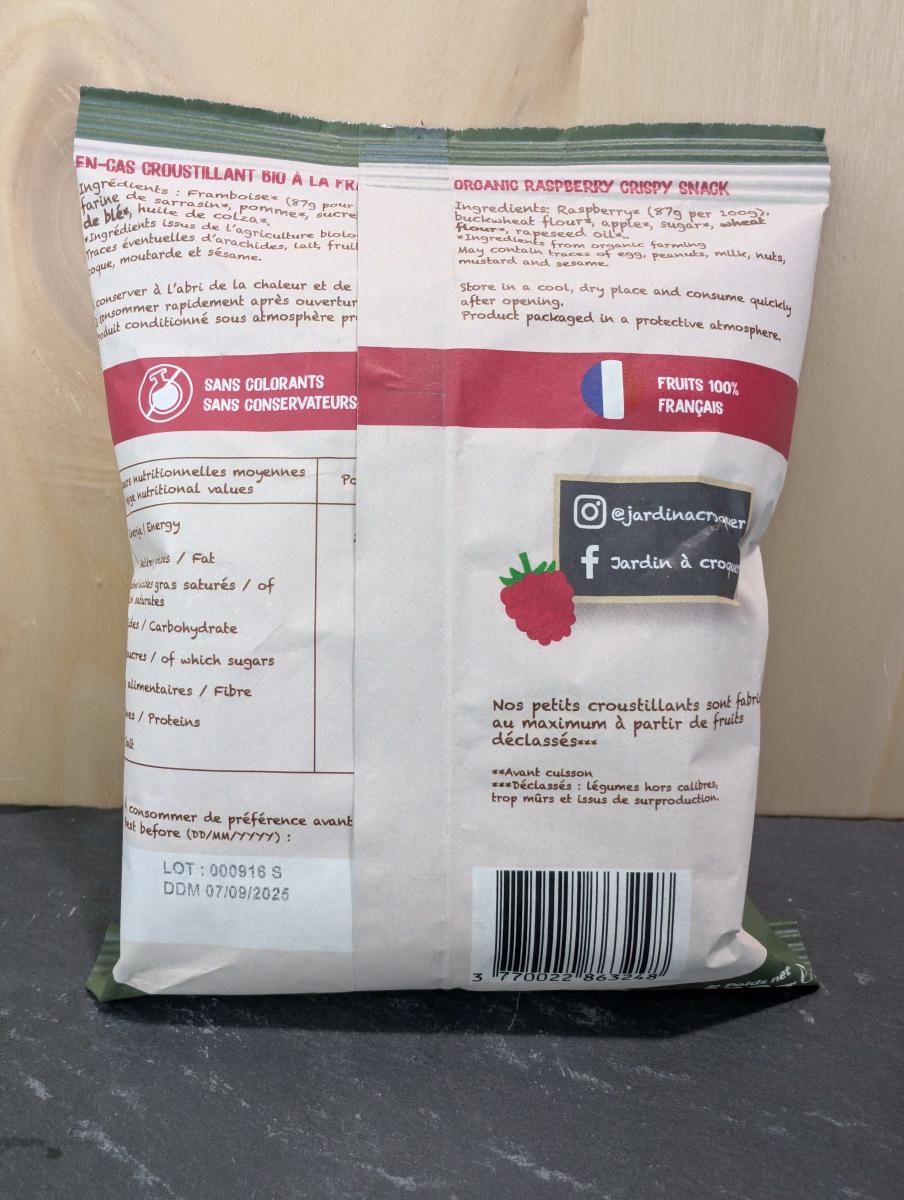 EN-CAS CROUSTILLANT BIO À LA
Ingrédients : Framboise* (87g pour
farine de sarrasin*, pomme*, sucre
de blé*, huile de colza*.
*Ingrédients issus de l'agriculture
Traces éventuelles d'arachides, lait,
coque, moutarde et sésame.
conserver à l'abri de la chaleur et de
consommer rapidement après
conditionné sous atmosphère
SANS COLORANTS
SANS CONSERVATEURS
nutritionnelles moyennes
nutritional values
/ Energy
/ Fat
gras saturés / of
saturates
/ Carbohydrate
/ of which sugars
alimentaires / Fibre
/ Proteins
consommer de préférence avant
before (DD/MM/YYYY) :
LOT : 000916 S
DDM 07/09/2025
ORGANIC RASPBERRY CRISPY SNACK
Ingredients: Raspberry* (87g per 100g),
buckwheat flour*, apple*, sugar*, wheat
flour*, rapeseed oil*.
*Ingredients from organic farming
May contain traces of egg, peanuts, milk, nuts,
mustard and sesame.
Store in a cool, dry place and consume quickly
after opening.
Product packaged in a protective atmosphere.
FRUITS 100%
FRANÇAIS
@jardinacroquer
Jardin à croquer
Nos petits croustillants sont
au maximum à partir de fruits
déclassés***
**Avant cuisson
***Déclassés : légumes hors calibres,
trop mûrs et issus de surproduction.
3 770022 863248
Poids net